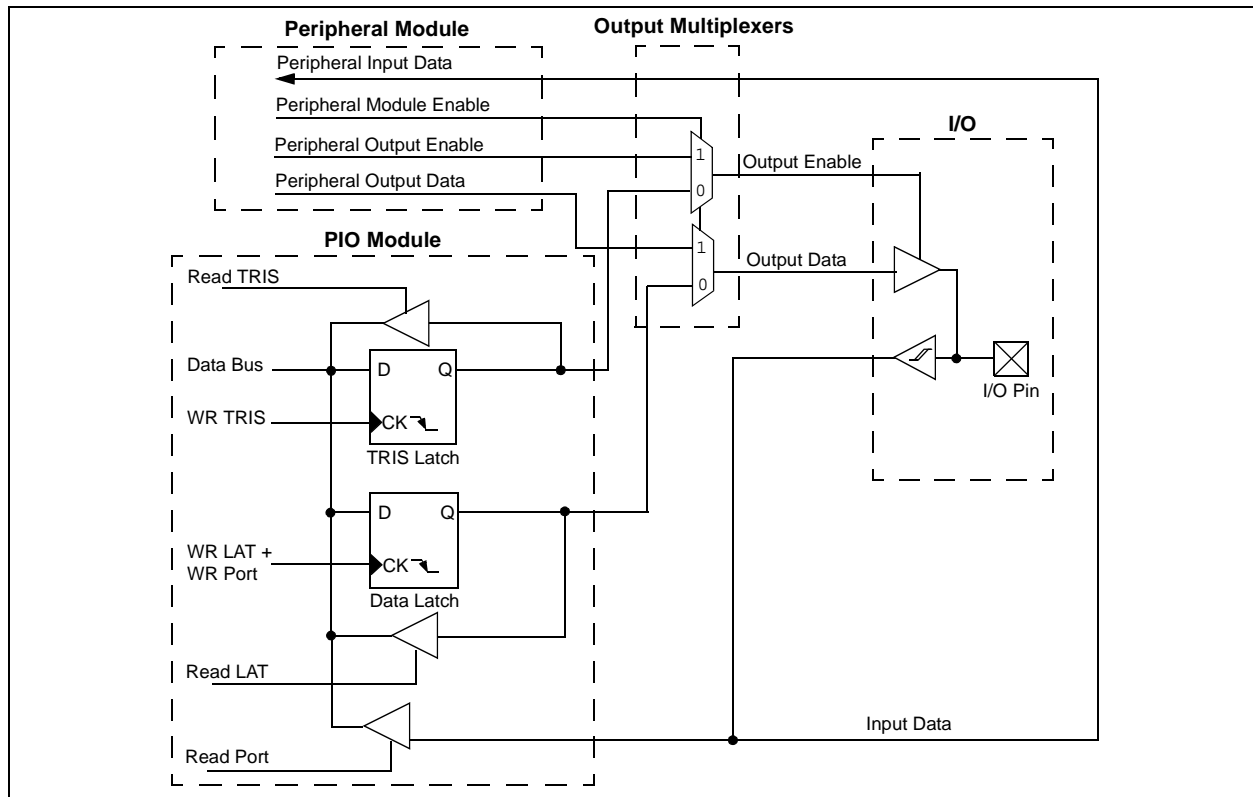 Peripheral Module
Output Multiplexers
Peripheral Input Data
Peripheral Module Enable
I/O
Peripheral Output Enable
1
Output Enable
Peripheral Output Data
0
PIO Module
1
Output Data
0
Read TRIS
Data Bus
D
Q
I/O Pin
WR TRIS
CK
TRIS Latch
D
Q
WR LAT +
WR Port
CK
Data Latch
Read LAT
Input Data
Read Port